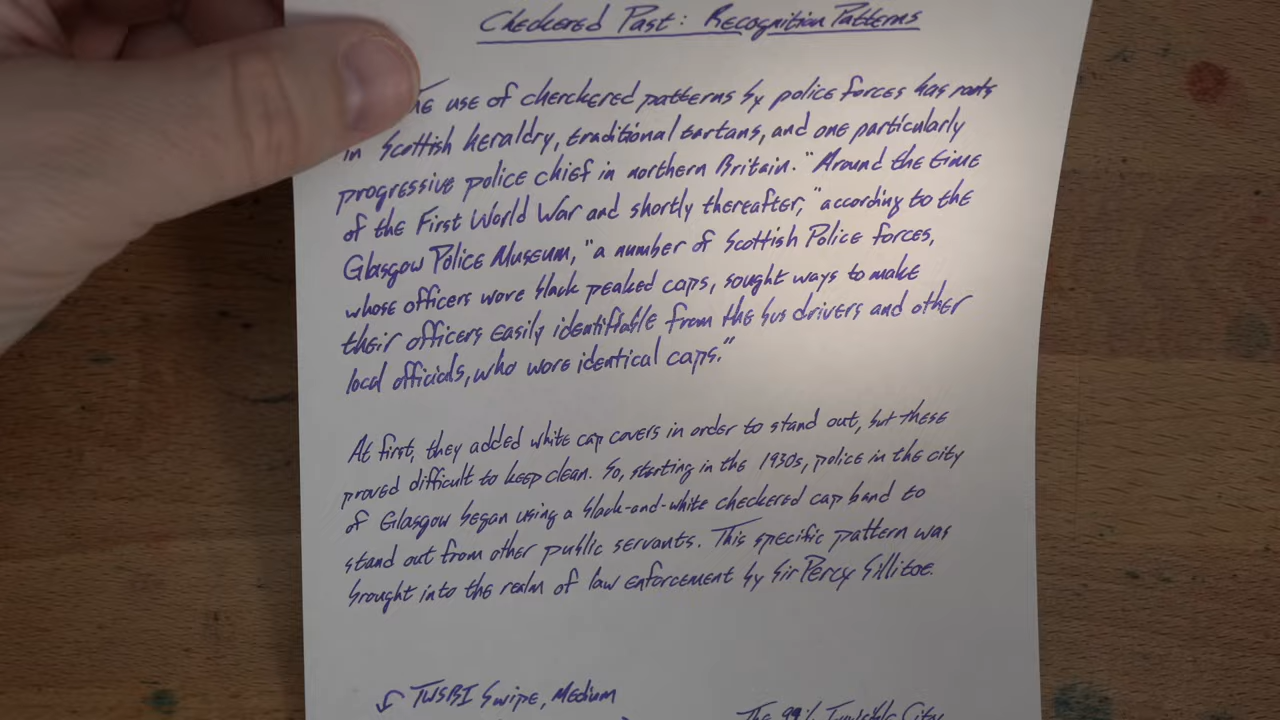 Checkered Past: Recognition Patterns
use of cherckered patterns by police forces has roots
in Scottish heraldry, traditional tartans, and one particularly
progressive police chief in northern Britain. "Around the time
of the First World War and shortly thereafter," according to the
Glasgow Police Museum, "a number of Scottish Police forces,
whose officers wore black peaked caps, sought ways to make
their officers easily identifiable from the bus drivers and other
local officials, who wore identical caps."
At first, they added white cap covers in order to stand out, but these
proved difficult to keep clean. So, starting in the 1930s, police in the city
of Glasgow began using a black-and-white checkered cap band to
stand out from other public servants. This specific pattern was
brought into the realm of law enforcement by Sir Percy Sillitoe.
TWSBI Swipe, Medium
The 99% Invisible City